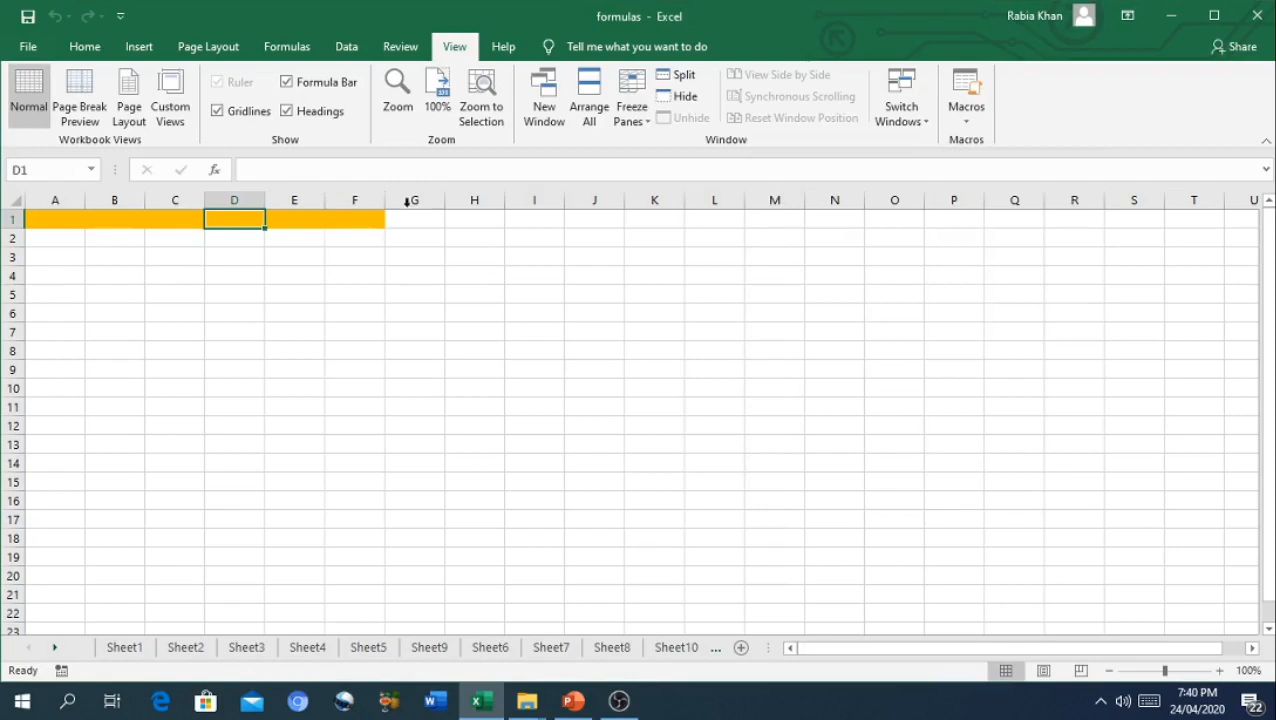 formulas - Excel
Rabia Khan
File Home Insert Page Layout Formulas Data Review View Help Tell me what you want to do Share
Normal Page Break Preview Page Layout Custom Views
Workbook Views
Ruler Formula Bar
Gridlines Headings
Show
Zoom 100% Zoom to Selection
Zoom
New Window Arrange All Freeze Panes
Split
Hide
Unhide
View Side by Side
Synchronous Scrolling
Reset Window Position
Window
Switch Windows
Macros
Macros
D1 fx
A B C D E F G H I J K L M N O P Q R S T U
1
2
3
4
5
6
7
8
9
10
11
12
13
14
15
16
17
18
19
20
21
22
23
Sheet1 Sheet2 Sheet3 Sheet4 Sheet5 Sheet9 Sheet6 Sheet7 Sheet8 Sheet10 ...
Ready 100%
7:40 PM
24/04/2020
22